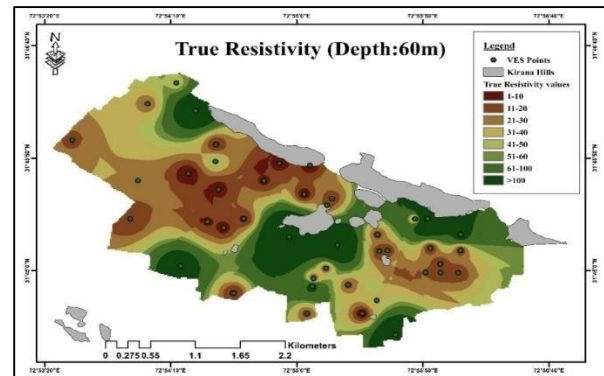 72°53'20"E 72°54'10"E 72°55'0"E 72°55'50"E 72°56'40"E
N
True Resistivity (Depth:60m)
Legend
VES Points
Kirana Hills
True Resistivity values
1-10
11-20
21-30
31-40
41-50
51-60
61-100
>100
0 0.275 0.55 1.1 1.65 2.2
Kilometers
72°53'20"E 72°54'10"E 72°55'0"E 72°55'50"E 72°56'40"E